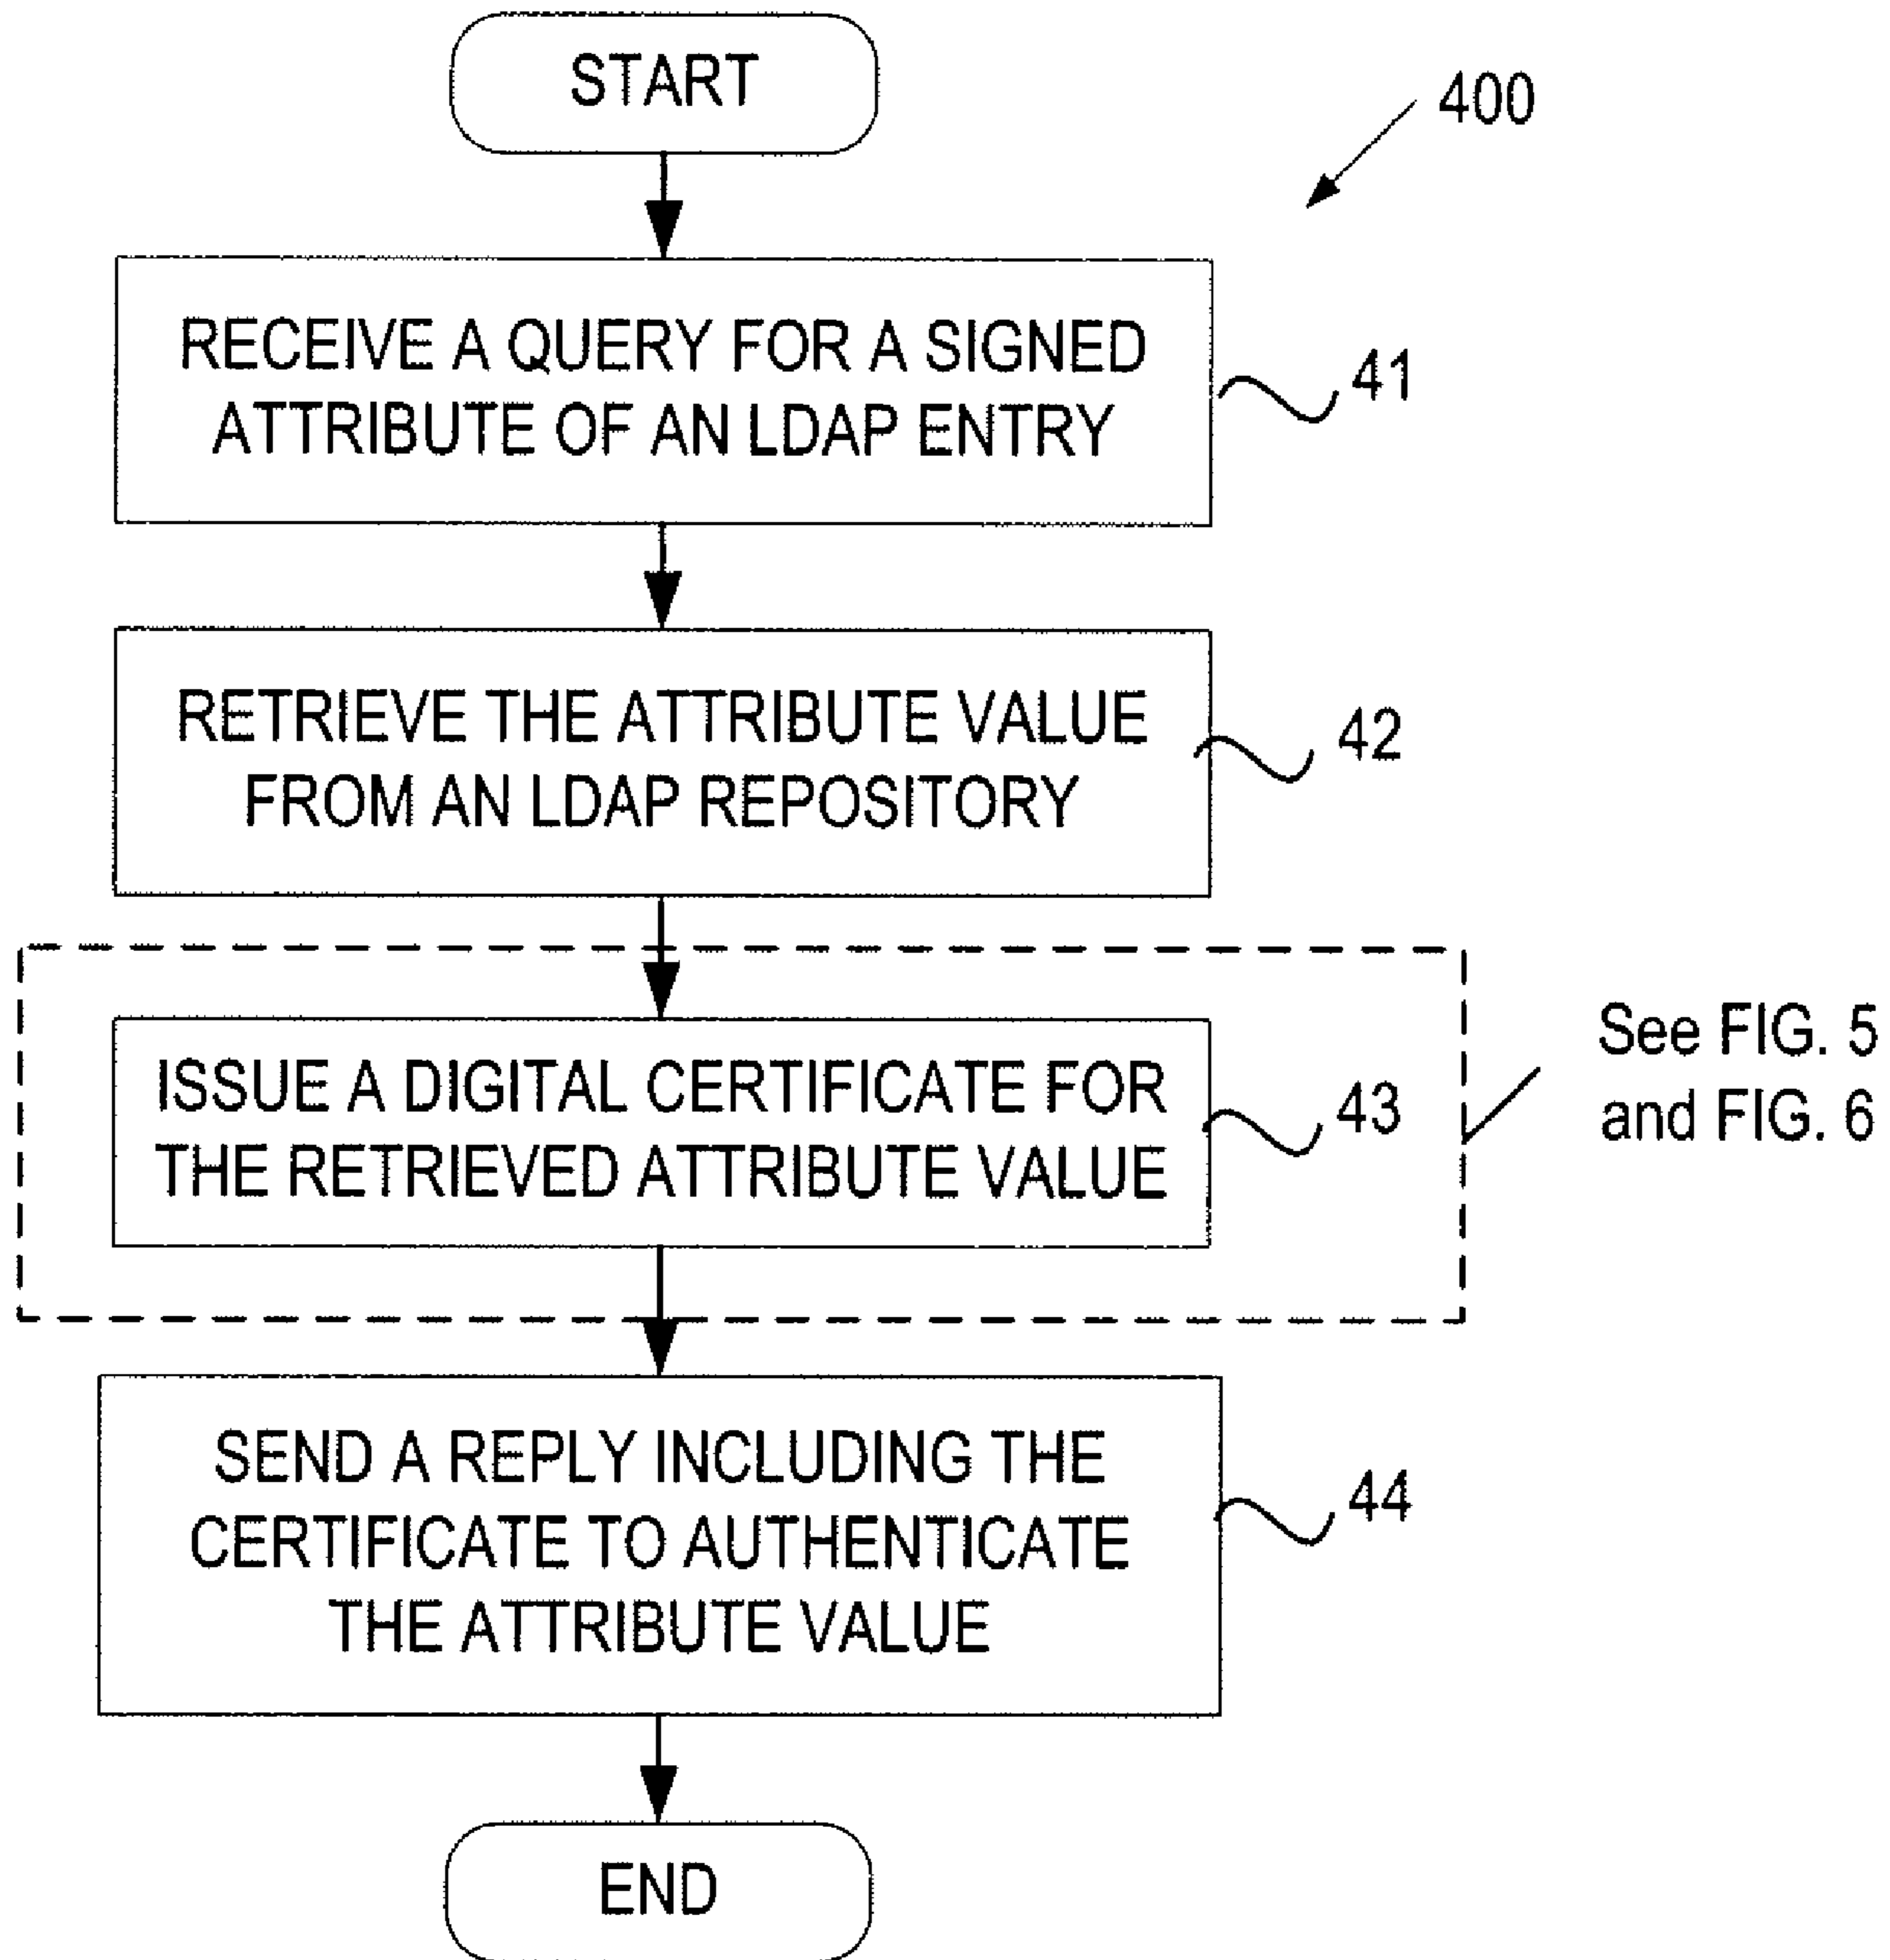 START
400
RECEIVE A QUERY FOR A SIGNED
ATTRIBUTE OF AN LDAP ENTRY
41
RETRIEVE THE ATTRIBUTE VALUE
FROM AN LDAP REPOSITORY
42
ISSUE A DIGITAL CERTIFICATE FOR
THE RETRIEVED ATTRIBUTE VALUE
43
See FIG. 5
and FIG. 6
SEND A REPLY INCLUDING THE
CERTIFICATE TO AUTHENTICATE
THE ATTRIBUTE VALUE
44
END